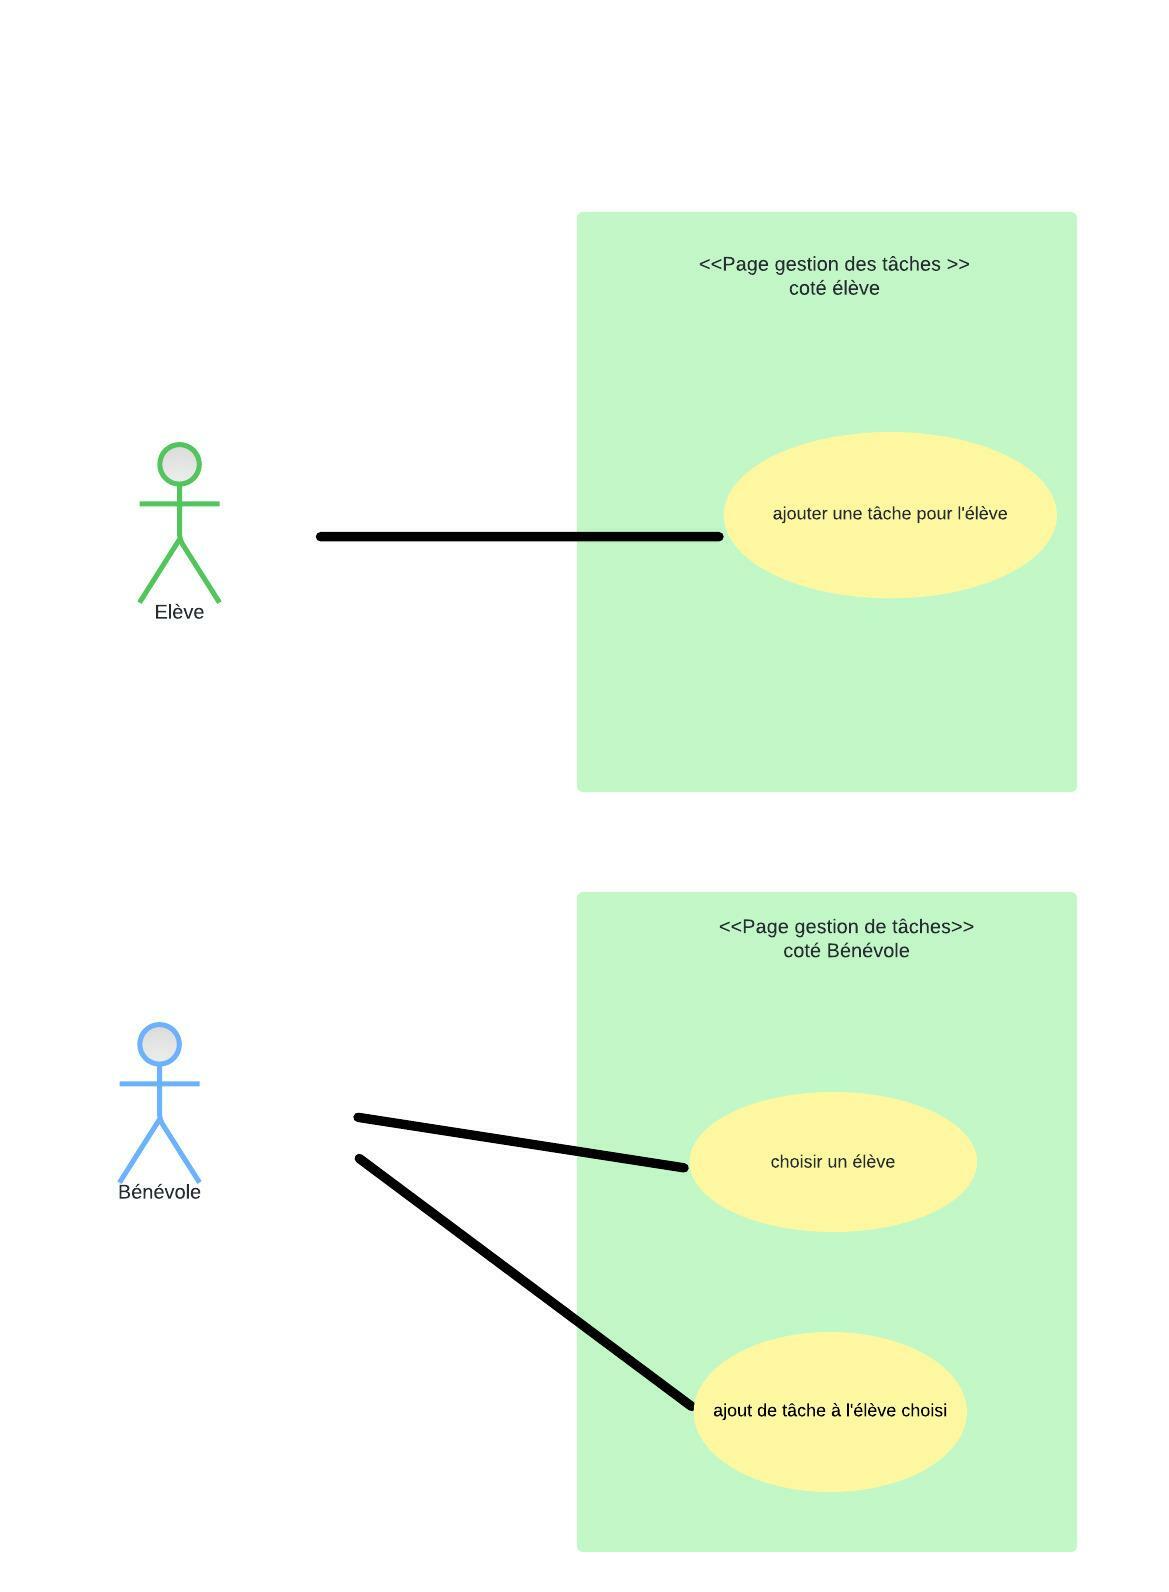 <<Page gestion des tâches >>
coté élève
ajouter une tâche pour l'élève
Elève
<<Page gestion de tâches>>
coté Bénévole
choisir un élève
Bénévole
ajout de tâche à l'élève choisi